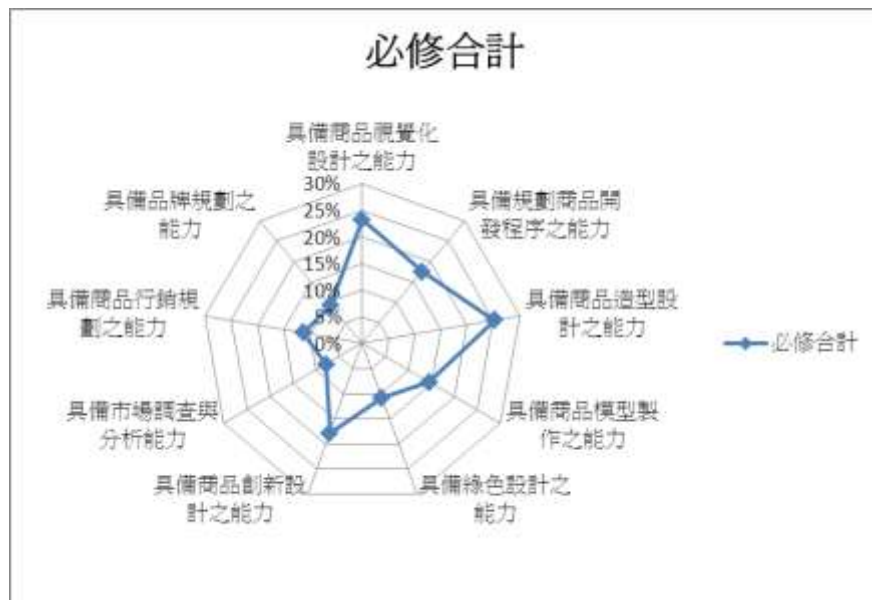 必修合計
具備商品視覺化
設計之能力
具備規劃商品開
發程序之能力
具備商品造型設
計之能力
具備商品模型製
作之能力
具備綠色設計之
能力
具備商品創新設
計之能力
具備市場調查與
分析能力
具備商品行銷規
劃之能力
具備品牌規劃之
能力
30%
25%
20%
15%
10%
5%
0%
必修合計